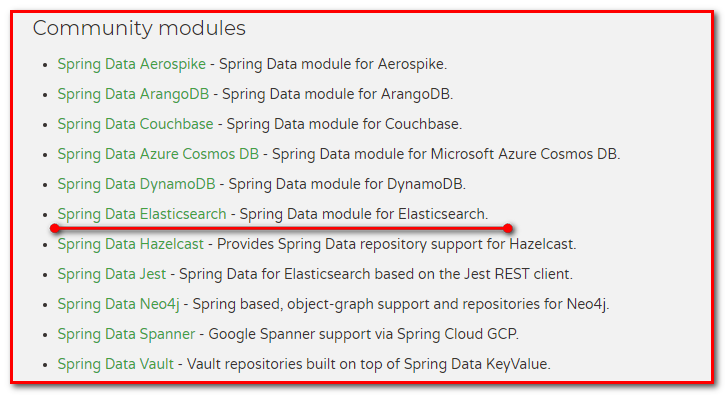 Community modules
Spring Data Aerospike - Spring Data module for Aerospike.
Spring Data ArangoDB - Spring Data module for ArangoDB.
Spring Data Couchbase - Spring Data module for Couchbase.
Spring Data Azure Cosmos DB - Spring Data module for Microsoft Azure Cosmos DB.
Spring Data DynamoDB - Spring Data module for DynamoDB.
Spring Data Elasticsearch - Spring Data module for Elasticsearch.
Spring Data Hazelcast - Provides Spring Data repository support for Hazelcast.
Spring Data Jest - Spring Data for Elasticsearch based on the Jest REST client.
Spring Data Neo4j - Spring based, object-graph support and repositories for Neo4j.
Spring Data Spanner - Google Spanner support via Spring Cloud GCP.
Spring Data Vault - Vault repositories built on top of Spring Data KeyValue.